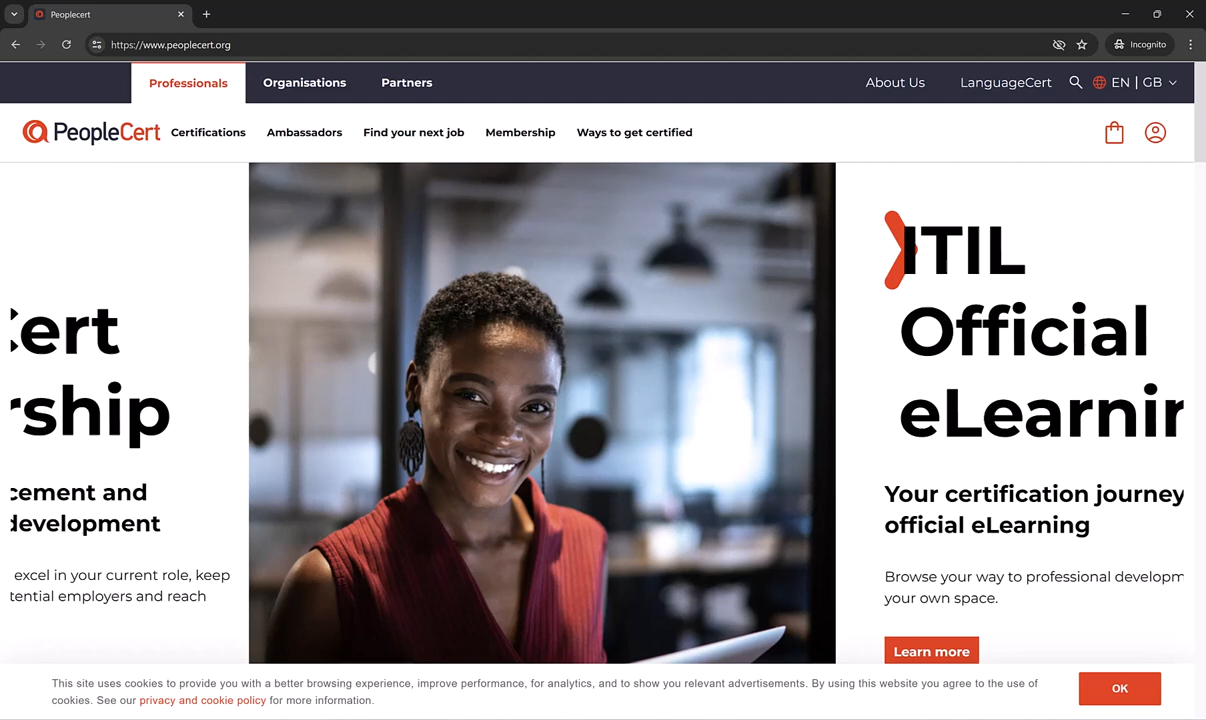 Peoplecert
https://www.peoplecert.org
Incognito
Professionals
Organisations
Partners
About Us
LanguageCert
EN | GB
PeopleCert
Certifications
Ambassadors
Find your next job
Membership
Ways to get certified
ert
rship
cement and
development
excel in your current role, keep
tential employers and reach
ITIL
Official
eLearnin
Your certification journey
official eLearning
Browse your way to professional developm
your own space.
Learn more
This site uses cookies to provide you with a better browsing experience, improve performance, for analytics, and to show you relevant advertisements. By using this website you agree to the use of
cookies. See our privacy and cookie policy for more information.
OK